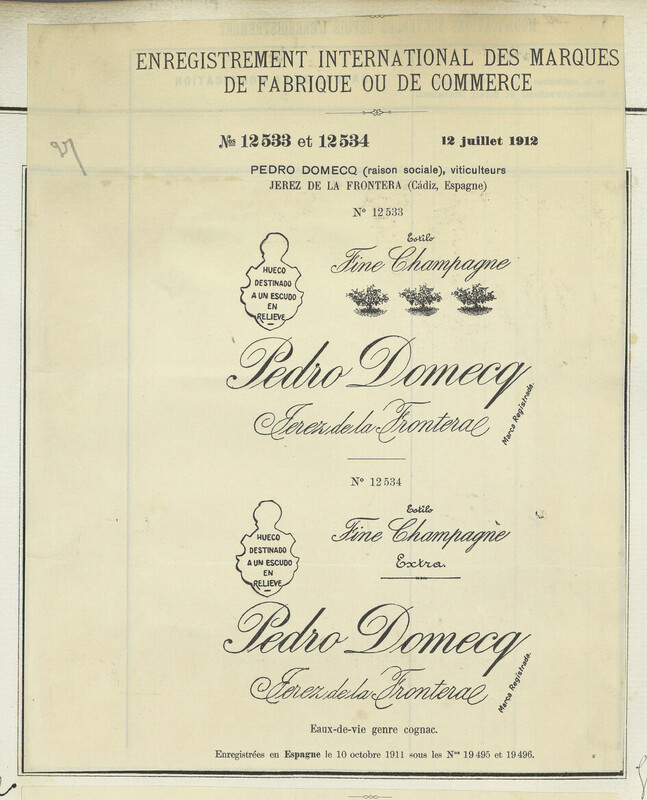 ENREGISTREMENT INTERNATIONAL DES MARQUES
DE FABRIQUE OU DE COMMERCE
Nos 12533 et 12534
12 juillet 1912
PEDRO DOMECQ (raison sociale), viticulteurs
JEREZ DE LA FRONTERA (Cádiz, Espagne)
No 12533
HUECO
DESTINADO
A UN ESCUDO
EN
RELIEVE
Estilo
Fine Champagne
Pedro Domecq
Jerez de la Frontera
Marca Registrada.
No 12534
HUECO
DESTINADO
A UN ESCUDO
EN
RELIEVE
Estilo
Fine Champagne
Extra.
Pedro Domecq
Jerez de la Frontera
Marca Registrada.
Eaux-de-vie genre cognac.
Enregistrées en Espagne le 10 octobre 1911 sous les Nos 19495 et 19496.